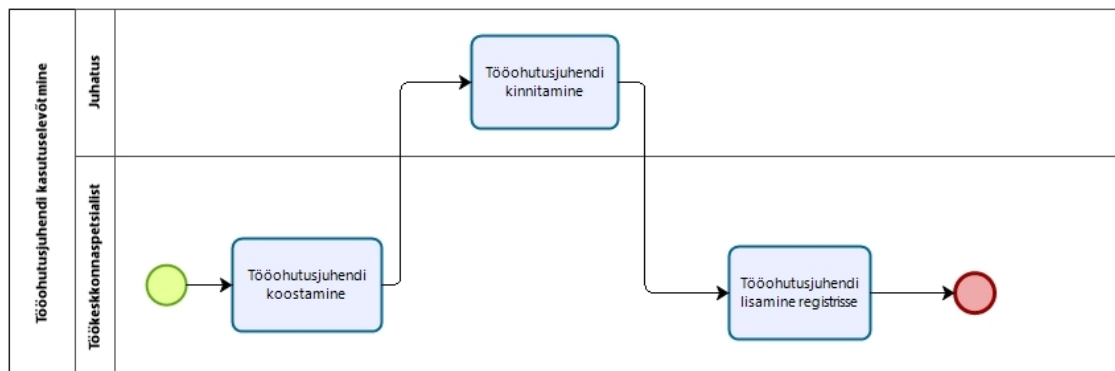 Tööohutusjuhendi kasutuselevõtmine
Juhatus
Tööohutusjuhendi
kinnitamine
Töökeskkonnaspetsialist
Tööohutusjuhendi
koostamine
Tööohutusjuhendi
lisamine registrisse